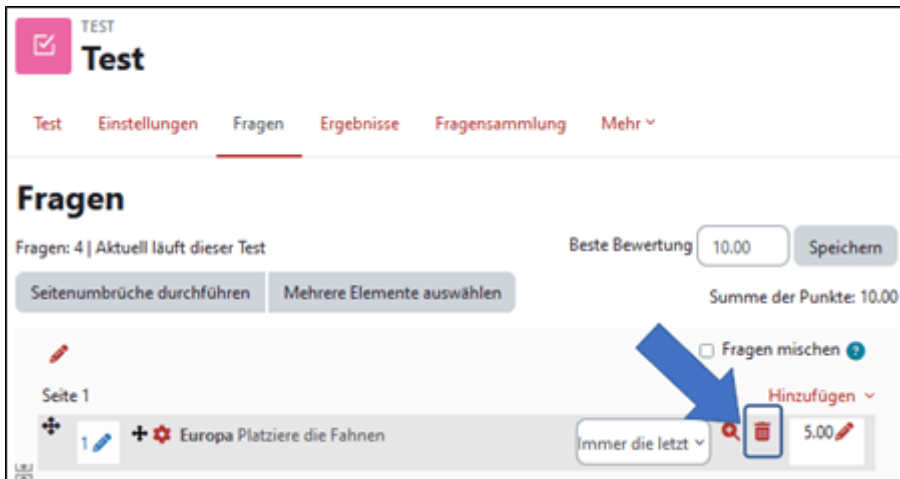 TEST
Test
Test Einstellungen Fragen Ergebnisse Fragensammlung Mehr
Fragen
Fragen: 4 | Aktuell läuft dieser Test Beste Bewertung 10.00 Speichern
Seitenumbrüche durchführen Mehrere Elemente auswählen Summe der Punkte: 10.00
Fragen mischen ?
Seite 1 Hinzufügen
1 Europa Platziere die Fahnen Immer die letzt 5.00